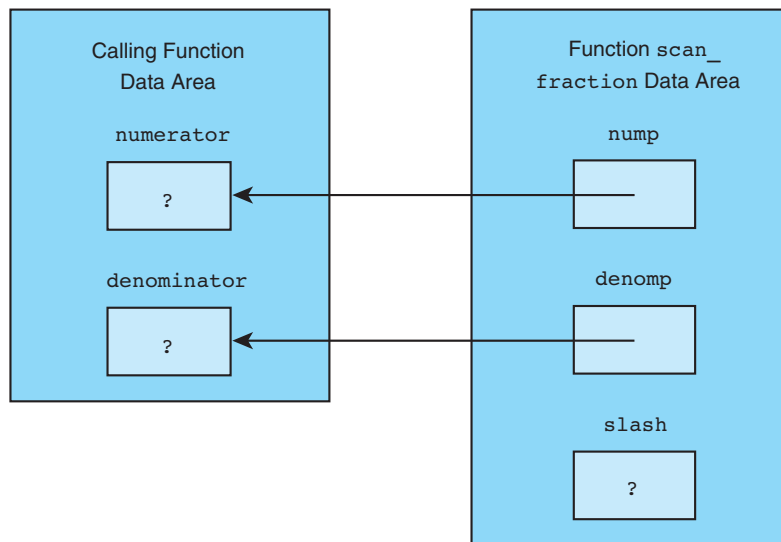 Calling Function
Data Area
numerator
?
denominator
?
Function scan_
fraction Data Area
nump
denomp
slash
?